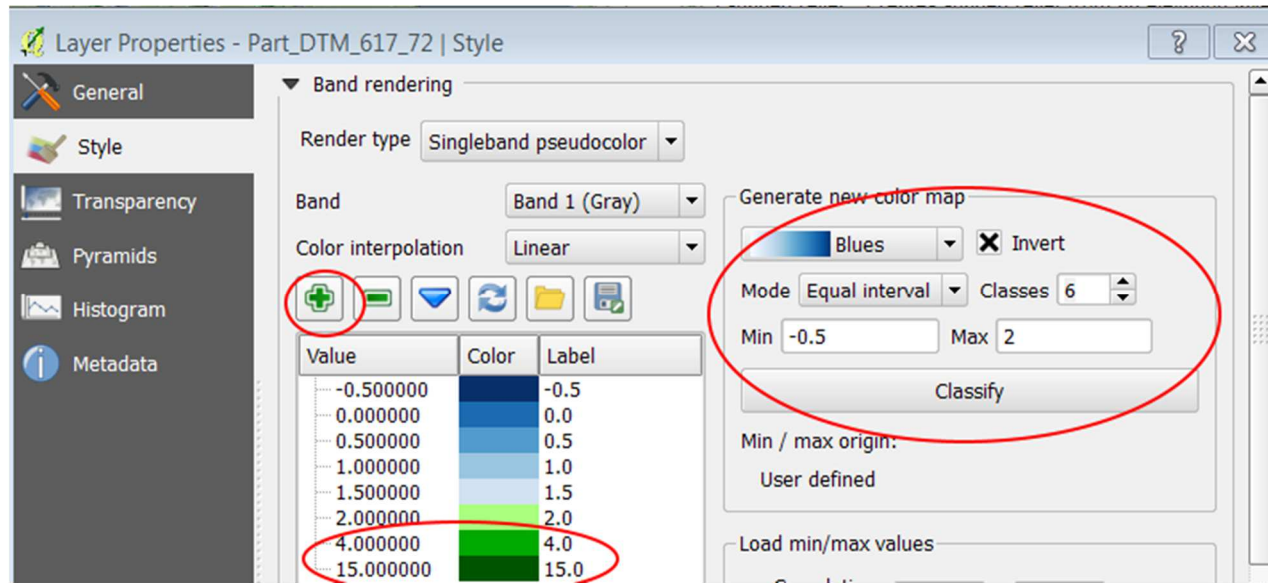 Layer Properties - Part_DTM_617_72 | Style
General
Style
Transparency
Pyramids
Histogram
Metadata
Band rendering
Render type Singleband pseudocolor
Band Band 1 (Gray)
Color interpolation Linear
Value Color Label
-0.500000 -0.5
0.000000 0.0
0.500000 0.5
1.000000 1.0
1.500000 1.5
2.000000 2.0
4.000000 4.0
15.000000 15.0
Generate new color map
Blues Invert
Mode Equal interval Classes 6
Min -0.5 Max 2
Classify
Min / max origin:
User defined
Load min/max values